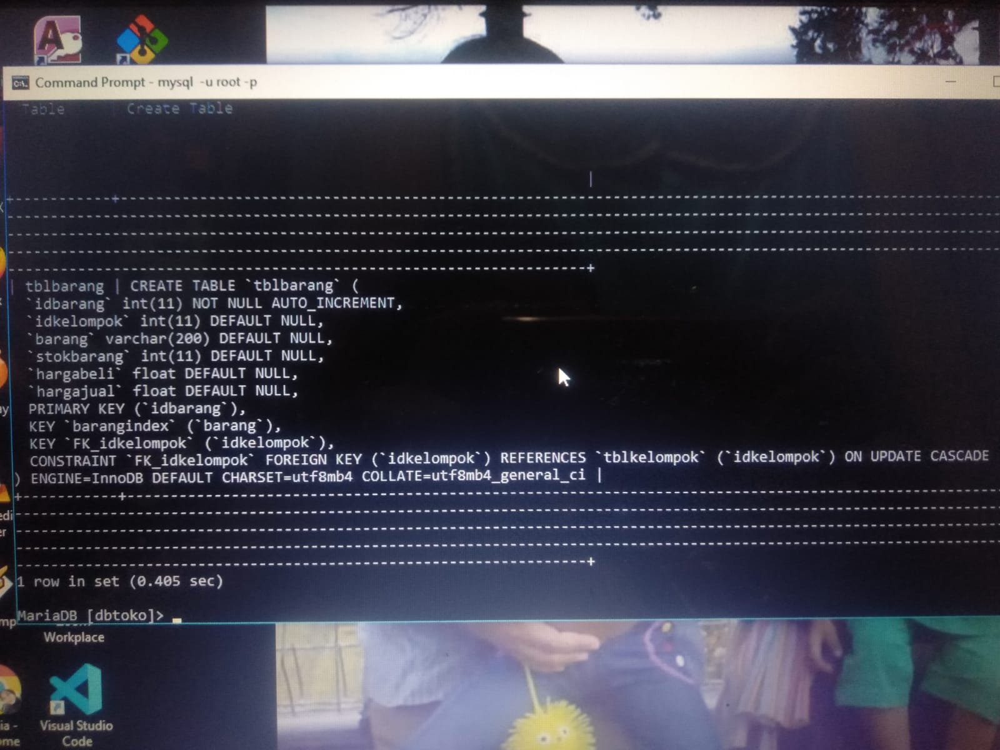 Command Prompt - mysql -u root -p
Table | Create Table
|
| tblbarang | CREATE TABLE `tblbarang` (
`idbarang` int(11) NOT NULL AUTO_INCREMENT,
`idkelompok` int(11) DEFAULT NULL,
`barang` varchar(200) DEFAULT NULL,
`stokbarang` int(11) DEFAULT NULL,
`hargabeli` float DEFAULT NULL,
`hargajual` float DEFAULT NULL,
PRIMARY KEY (`idbarang`),
KEY `barangindex` (`barang`),
KEY `FK_idkelompok` (`idkelompok`),
CONSTRAINT `FK_idkelompok` FOREIGN KEY (`idkelompok`) REFERENCES `tblkelompok` (`idkelompok`) ON UPDATE CASCADE
) ENGINE=InnoDB DEFAULT CHARSET=utf8mb4 COLLATE=utf8mb4_general_ci |
1 row in set (0.405 sec)
MariaDB [dbtoko]>
Workplace
Visual Studio
Code